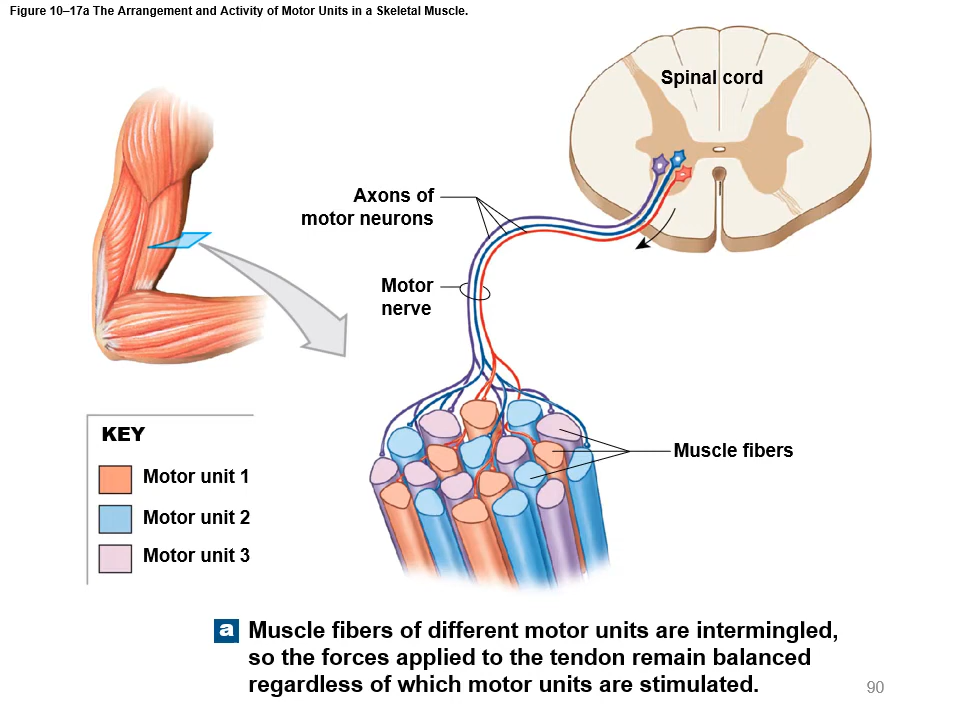 Figure 10–17a The Arrangement and Activity of Motor Units in a Skeletal Muscle.
Spinal cord
Axons of
motor neurons
Motor
nerve
KEY
Motor unit 1
Motor unit 2
Motor unit 3
Muscle fibers
a Muscle fibers of different motor units are intermingled,
so the forces applied to the tendon remain balanced
regardless of which motor units are stimulated.
90